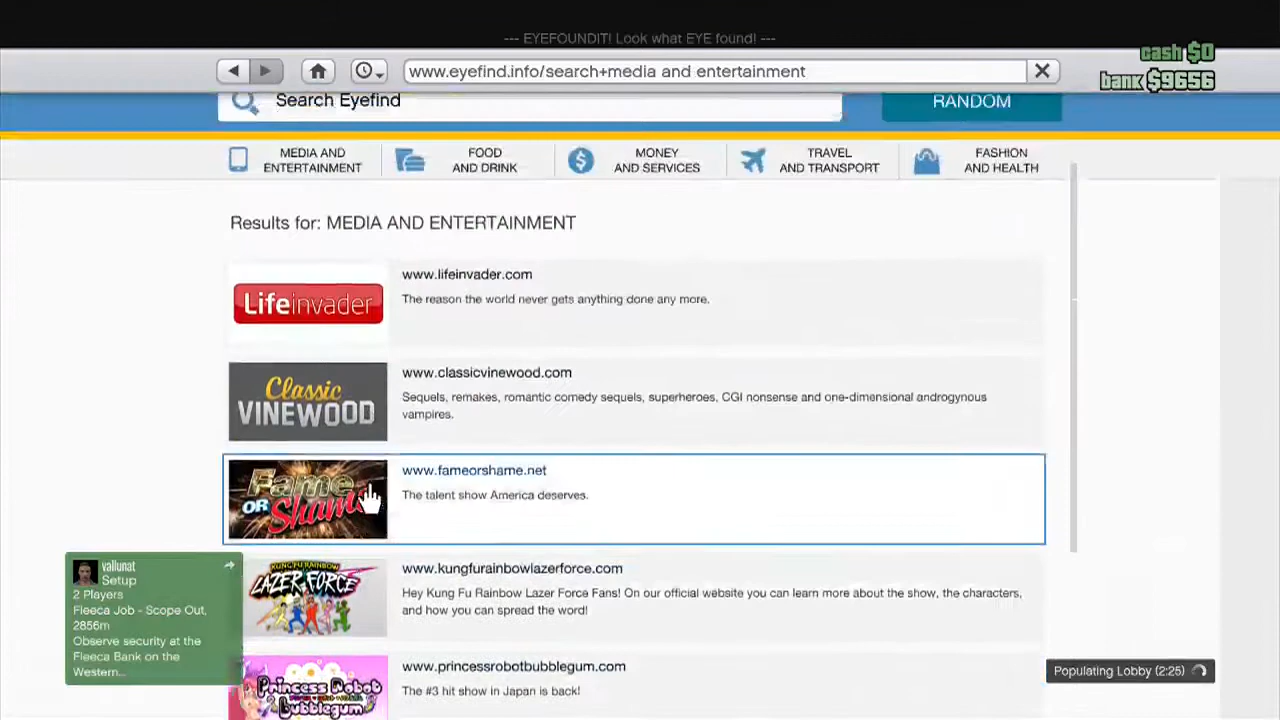 --- EYEFOUNDIT! Look what EYE found! ---
cash $0
bank $9656
www.eyefind.info/search+media and entertainment
Search Eyefind
RANDOM
MEDIA AND
ENTERTAINMENT
FOOD
AND DRINK
MONEY
AND SERVICES
TRAVEL
AND TRANSPORT
FASHION
AND HEALTH
Results for: MEDIA AND ENTERTAINMENT
Lifeinvader
www.lifeinvader.com
The reason the world never gets anything done any more.
Classic
VINEWOOD
www.classicvinewood.com
Sequels, remakes, romantic comedy sequels, superheroes, CGI nonsense and one-dimensional androgynous
vampires.
Fame
OR Shame
www.fameorshame.net
The talent show America deserves.
KUNG FU RAINBOW
LAZER FORCE
www.kungfurainbowlazerforce.com
Hey Kung Fu Rainbow Lazer Force Fans! On our official website you can learn more about the show, the characters,
and how you can spread the word!
Princess Robot
Bubblegum
www.princessrobotbubblegum.com
The #3 hit show in Japan is back!
vallunat
Setup
2 Players
Fleeca Job - Scope Out,
2856m
Observe security at the
Fleeca Bank on the
Western...
Populating Lobby (2:25)